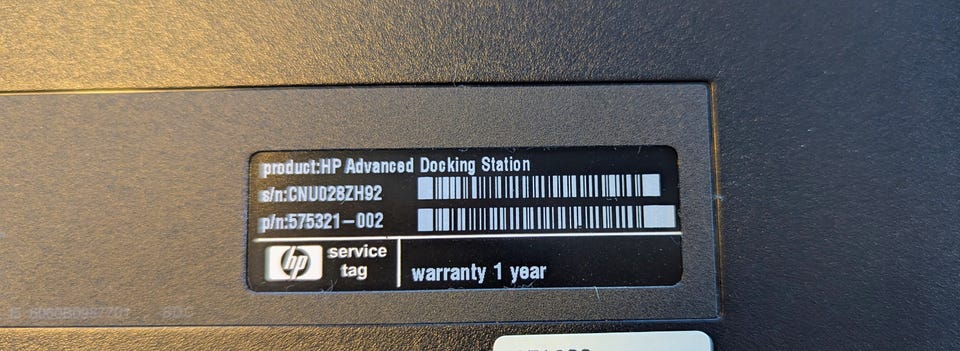 product:HP Advanced Docking Station
s/n:CNU028ZH92
p/n:575321-002
hp
service
tag
warranty 1 year